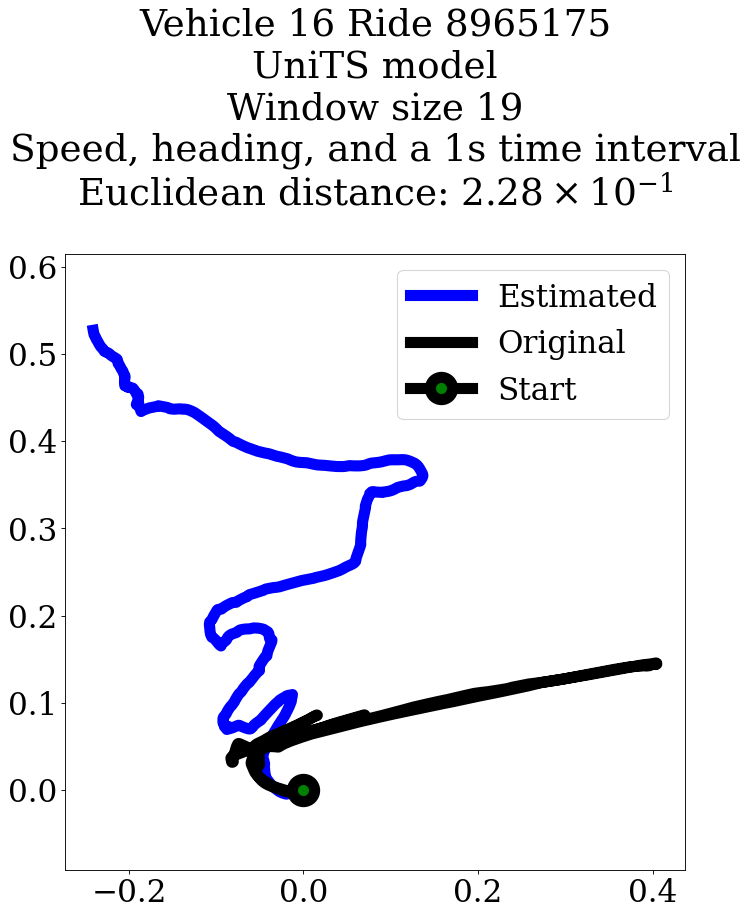 Vehicle 16 Ride 8965175
UniTS model
Window size 19
Speed, heading, and a 1s time interval
Euclidean distance: 2.28 × 10⁻¹
Estimated
Original
Start
0.6
0.5
0.4
0.3
0.2
0.1
0.0
−0.2 0.0 0.2 0.4